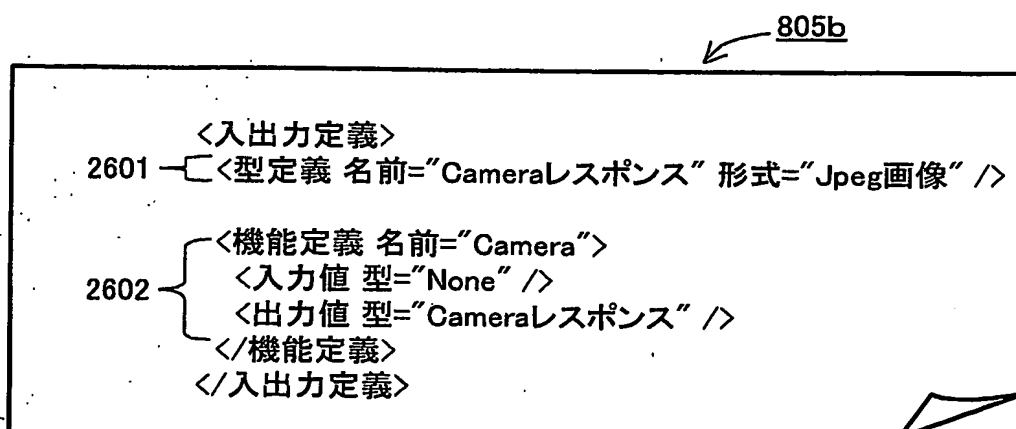 805b
<入出力定義>
2601 <型定義 名前="Cameraレスポンス" 形式="Jpeg画像" />
<機能定義 名前="Camera">
2602 <入力値 型="None" />
<出力値 型="Cameraレスポンス" />
</機能定義>
</入出力定義>